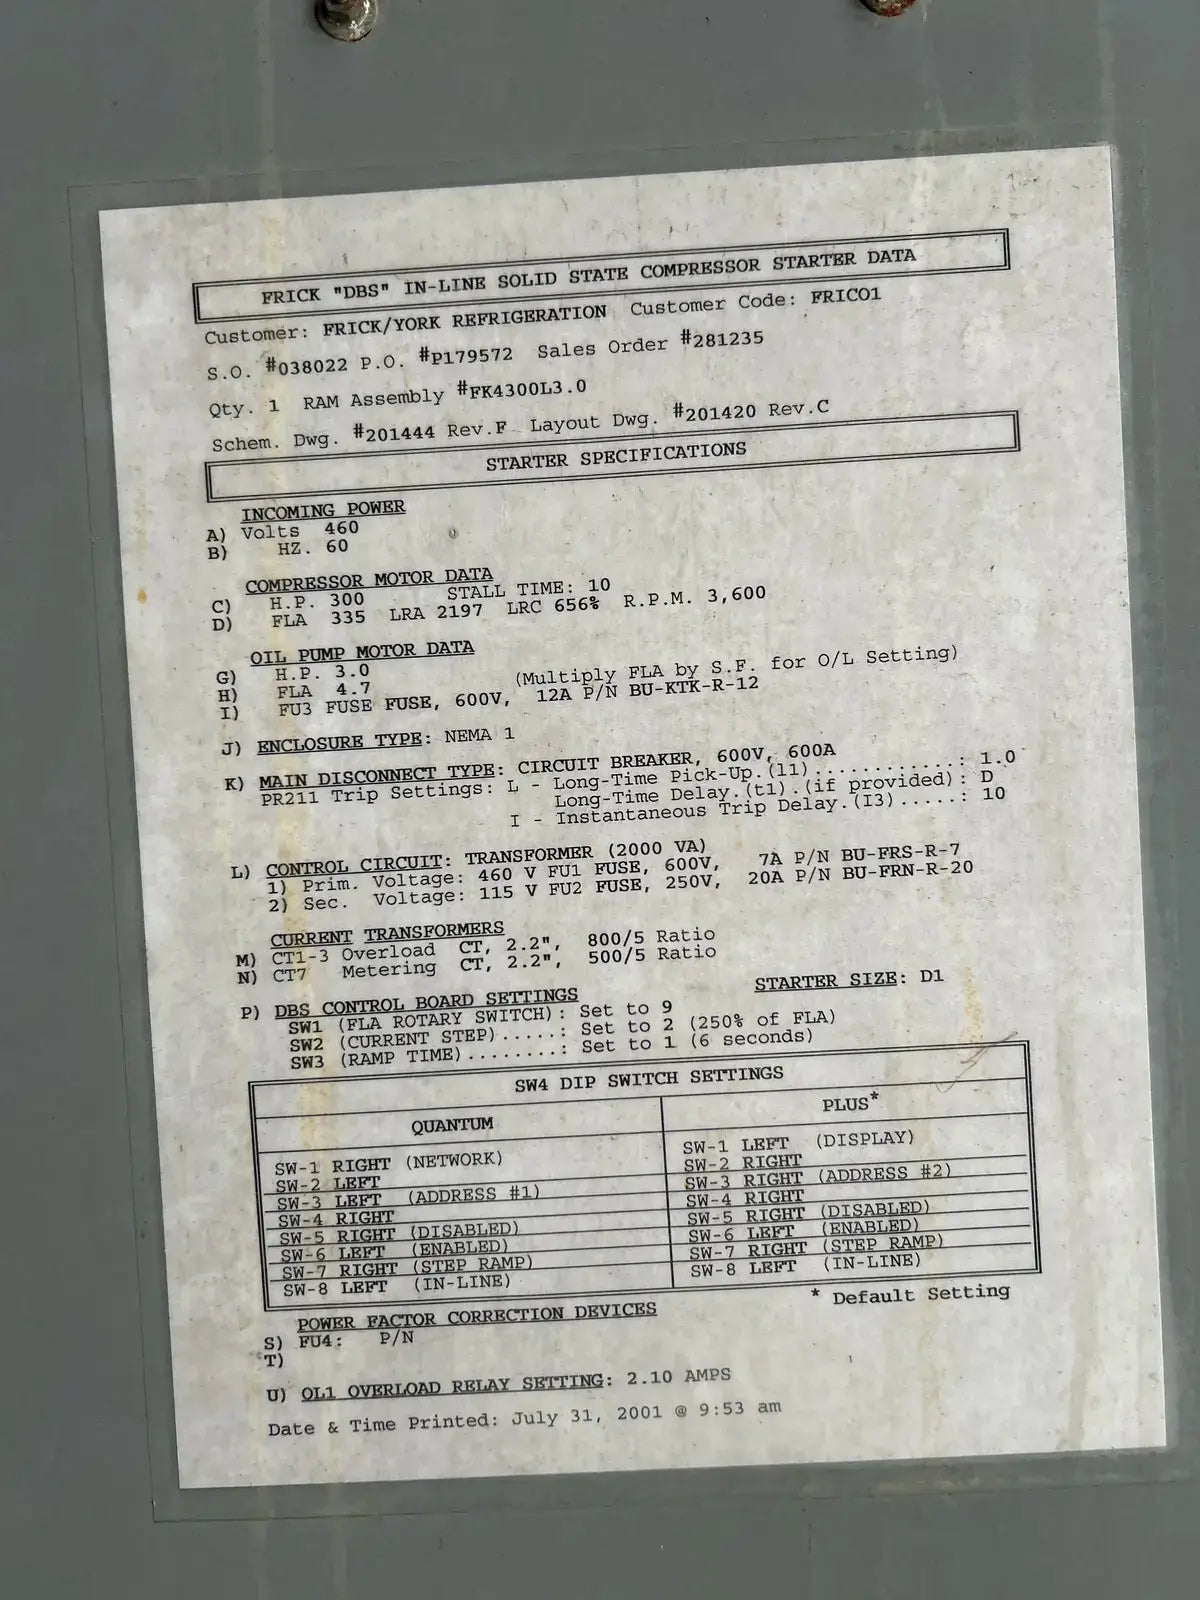 FRICK "DBS" IN-LINE SOLID STATE COMPRESSOR STARTER DATA
Customer: FRICK/YORK REFRIGERATION Customer Code: FRICO1
S.O. #038022 P.O. #P179572 Sales Order #281235
Qty. 1 RAM Assembly #FK4300L3.0
Schem. Dwg. #201444 Rev.F Layout Dwg. #201420 Rev.C
STARTER SPECIFICATIONS
INCOMING POWER
A) Volts 460
B) HZ. 60
COMPRESSOR MOTOR DATA
C) H.P. 300 STALL TIME: 10
D) FLA 335 LRA 2197 LRC 656% R.P.M. 3,600
OIL PUMP MOTOR DATA
G) H.P. 3.0
H) FLA 4.7 (Multiply FLA by S.F. for O/L Setting)
I) FU3 FUSE FUSE, 600V, 12A P/N BU-KTK-R-12
J) ENCLOSURE TYPE: NEMA 1
K) MAIN DISCONNECT TYPE: CIRCUIT BREAKER, 600V, 600A
PR211 Trip Settings: L - Long-Time Pick-Up.(l1)............: 1.0
Long-Time Delay.(t1).(if provided): D
I - Instantaneous Trip Delay.(I3).....: 10
L) CONTROL CIRCUIT: TRANSFORMER (2000 VA)
1) Prim. Voltage: 460 V FU1 FUSE, 600V, 7A P/N BU-FRS-R-7
2) Sec. Voltage: 115 V FU2 FUSE, 250V, 20A P/N BU-FRN-R-20
CURRENT TRANSFORMERS
M) CT1-3 Overload CT, 2.2", 800/5 Ratio
N) CT7 Metering CT, 2.2", 500/5 Ratio
P) DBS CONTROL BOARD SETTINGS STARTER SIZE: D1
SW1 (FLA ROTARY SWITCH): Set to 9
SW2 (CURRENT STEP).....: Set to 2 (250% of FLA)
SW3 (RAMP TIME)........: Set to 1 (6 seconds)
SW4 DIP SWITCH SETTINGS
QUANTUM PLUS*
SW-1 RIGHT (NETWORK) SW-1 LEFT (DISPLAY)
SW-2 LEFT SW-2 RIGHT
SW-3 LEFT (ADDRESS #1) SW-3 RIGHT (ADDRESS #2)
SW-4 RIGHT SW-4 RIGHT
SW-5 RIGHT (DISABLED) SW-5 RIGHT (DISABLED)
SW-6 LEFT (ENABLED) SW-6 LEFT (ENABLED)
SW-7 RIGHT (STEP RAMP) SW-7 RIGHT (STEP RAMP)
SW-8 LEFT (IN-LINE) SW-8 LEFT (IN-LINE)
* Default Setting
POWER FACTOR CORRECTION DEVICES
S) FU4: P/N
T)
U) OL1 OVERLOAD RELAY SETTING: 2.10 AMPS
Date & Time Printed: July 31, 2001 @ 9:53 am